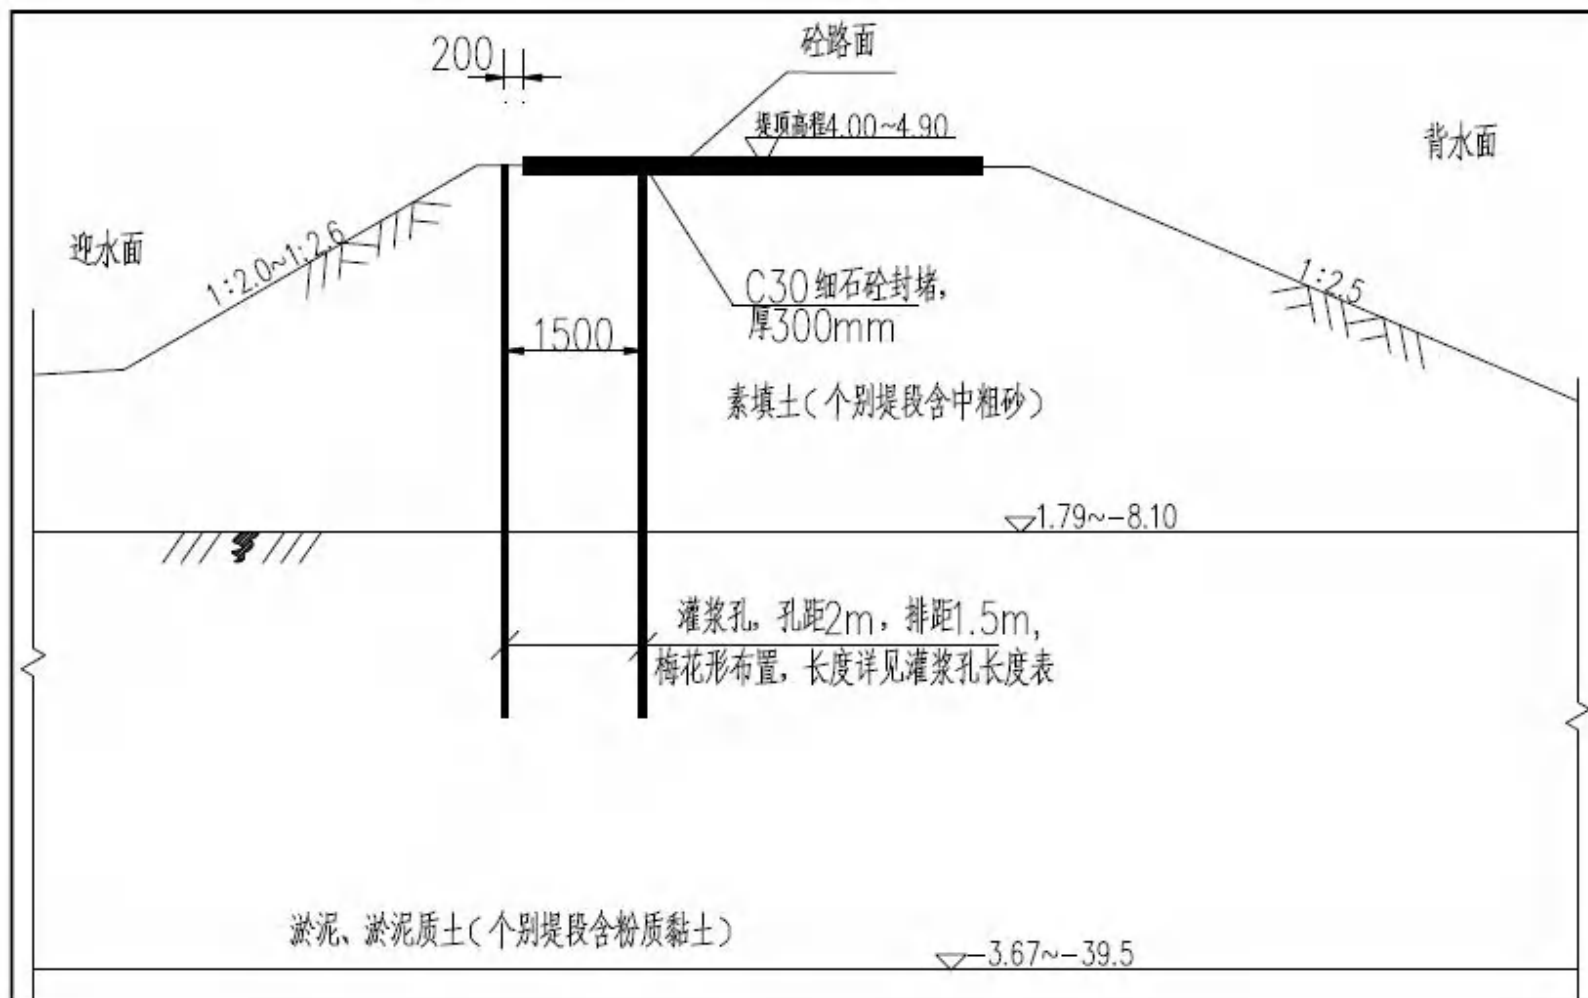 砼路面
200
堤顶高程4.00~4.90
背水面
迎水面
1:2.0~1:2.6
1:2.5
C30细石砼封堵,
厚300mm
1500
素填土(个别堤段含中粗砂)
1.79~-8.10
灌浆孔, 孔距2m, 排距1.5m,
梅花形布置, 长度详见灌浆孔长度表
淤泥、淤泥质土(个别堤段含粉质黏土)
-3.67~-39.5